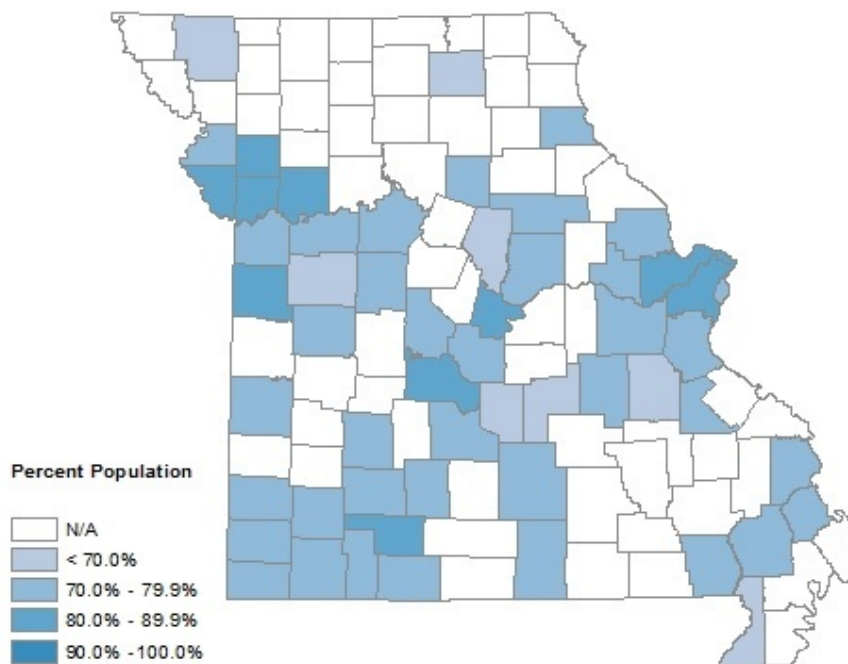 Percent Population
N/A
< 70.0%
70.0% - 79.9%
80.0% - 89.9%
90.0% -100.0%